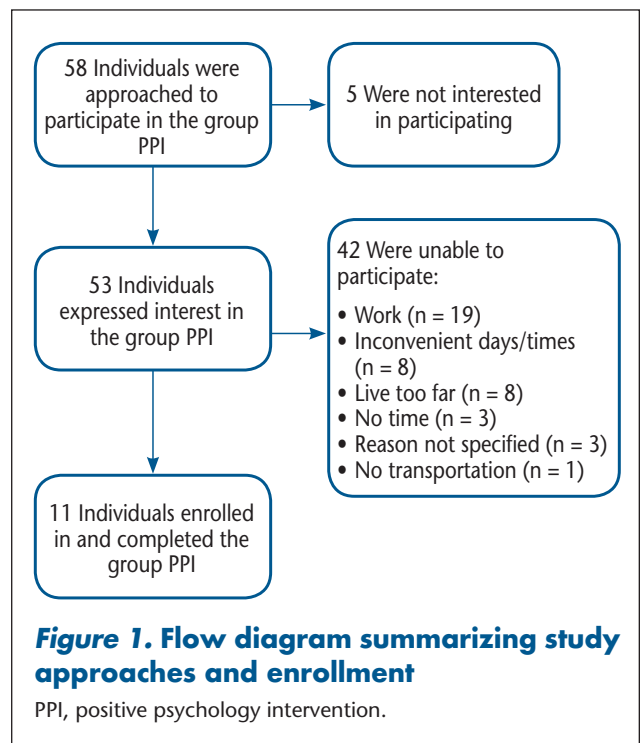 58 Individuals were
approached to
participate in the group
PPI
5 Were not interested
in participating
53 Individuals
expressed interest in
the group PPI
42 Were unable to
participate:
• Work (n = 19)
• Inconvenient days/times
(n = 8)
• Live too far (n = 8)
• No time (n = 3)
• Reason not specified (n = 3)
• No transportation (n = 1)
11 Individuals enrolled
in and completed the
group PPI
Figure 1. Flow diagram summarizing study
approaches and enrollment
PPI, positive psychology intervention.